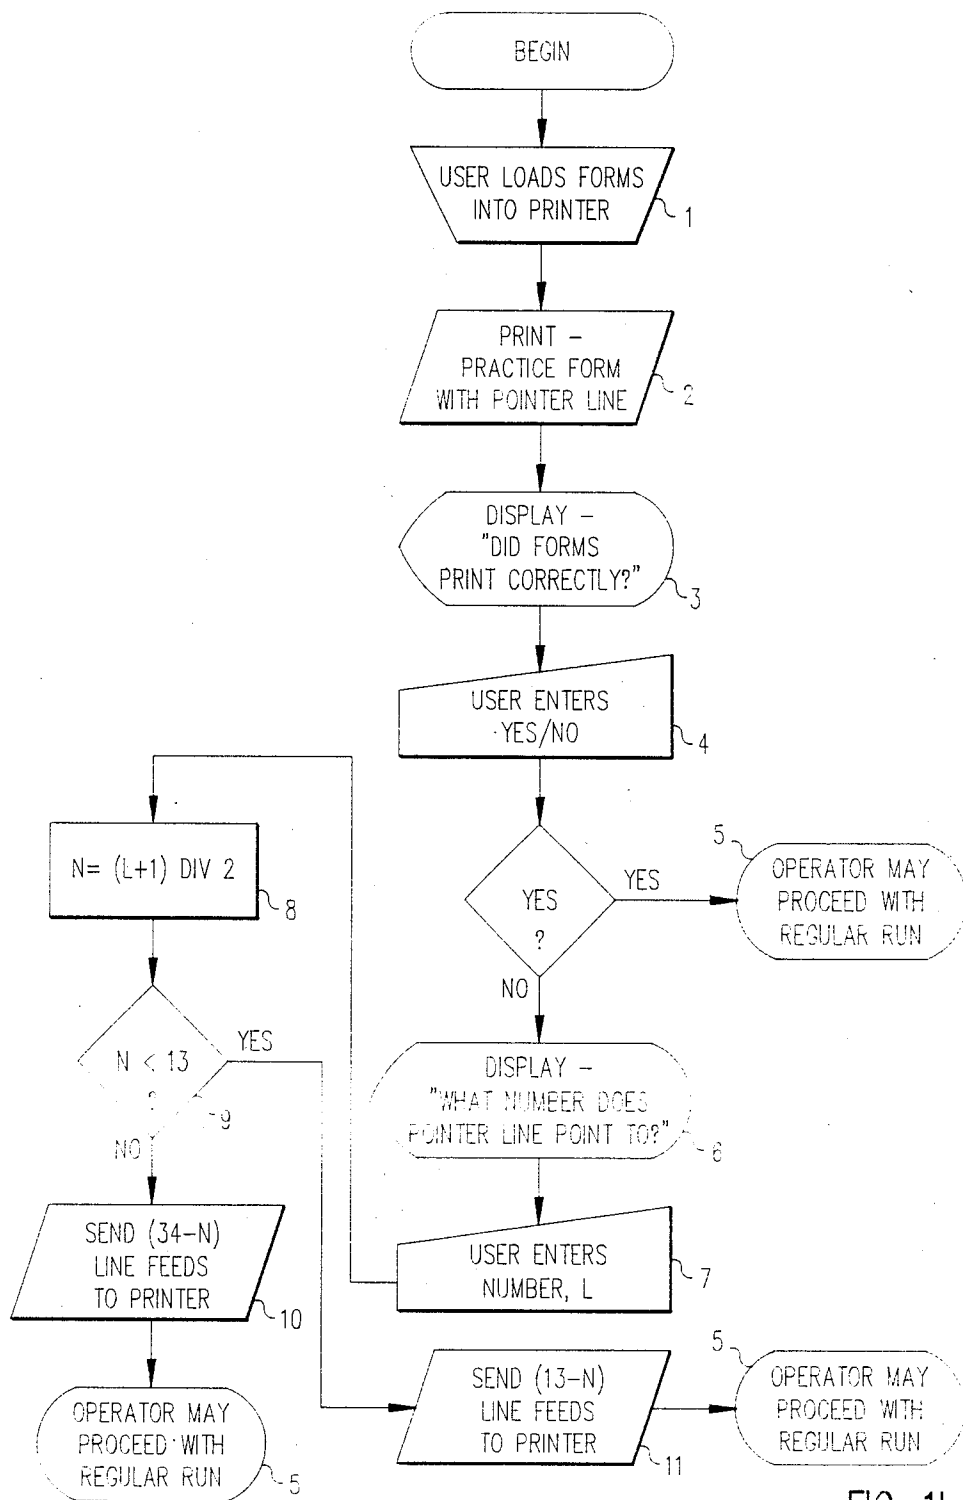 BEGIN
USER LOADS FORMS
INTO PRINTER
1
PRINT –
PRACTICE FORM
WITH POINTER LINE
2
DISPLAY –
"DID FORMS
PRINT CORRECTLY?"
3
USER ENTERS
YES/NO
4
YES
?
YES
NO
5
OPERATOR MAY
PROCEED WITH
REGULAR RUN
DISPLAY –
"WHAT NUMBER DOES
POINTER LINE POINT TO?"
6
USER ENTERS
NUMBER, L
7
N= (L+1) DIV 2
8
N < 13
?
9
YES
NO
SEND (34–N)
LINE FEEDS
TO PRINTER
10
OPERATOR MAY
PROCEED WITH
REGULAR RUN
5
SEND (13–N)
LINE FEEDS
TO PRINTER
11
5
OPERATOR MAY
PROCEED WITH
REGULAR RUN